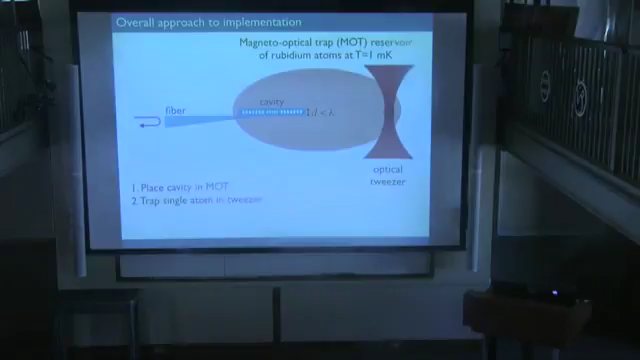 Overall approach to implementation
Magneto-optical trap (MOT) reservoir
of rubidium atoms at T=1 mK
cavity
fiber
d <
optical
tweezer
1. Place cavity in MOT
2. Trap single atom in tweezer